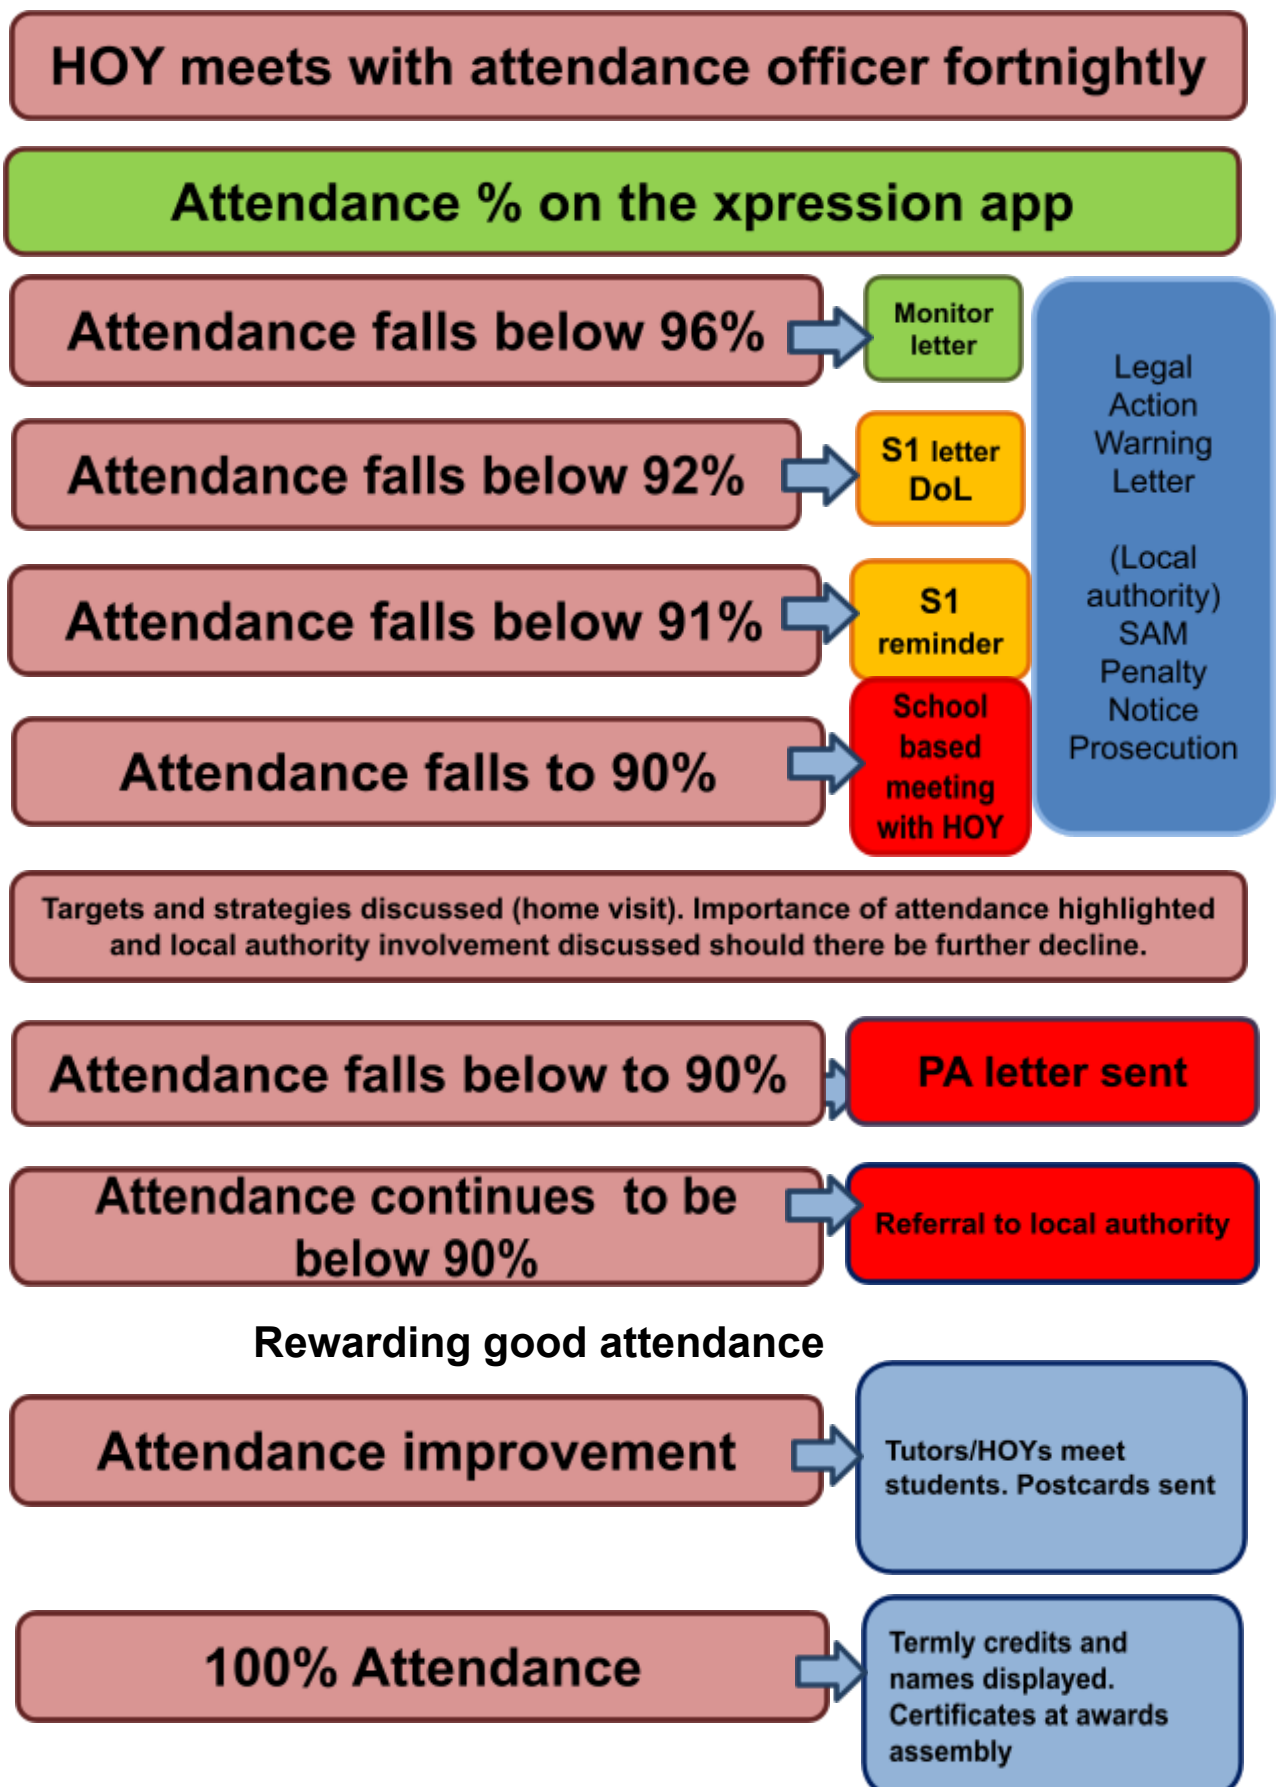 HOY meets with attendance officer fortnightly
Attendance % on the xpression app
Attendance falls below 96%
Monitor
letter
Attendance falls below 92%
S1 letter
DoL
Attendance falls below 91%
S1
reminder
Attendance falls to 90%
School
based
meeting
with HOY
Legal
Action
Warning
Letter
(Local
authority)
SAM
Penalty
Notice
Prosecution
Targets and strategies discussed (home visit). Importance of attendance highlighted
and local authority involvement discussed should there be further decline.
Attendance falls below to 90%
PA letter sent
Attendance continues to be
below 90%
Referral to local authority
Rewarding good attendance
Attendance improvement
Tutors/HOYs meet
students. Postcards sent
100% Attendance
Termly credits and
names displayed.
Certificates at awards
assembly